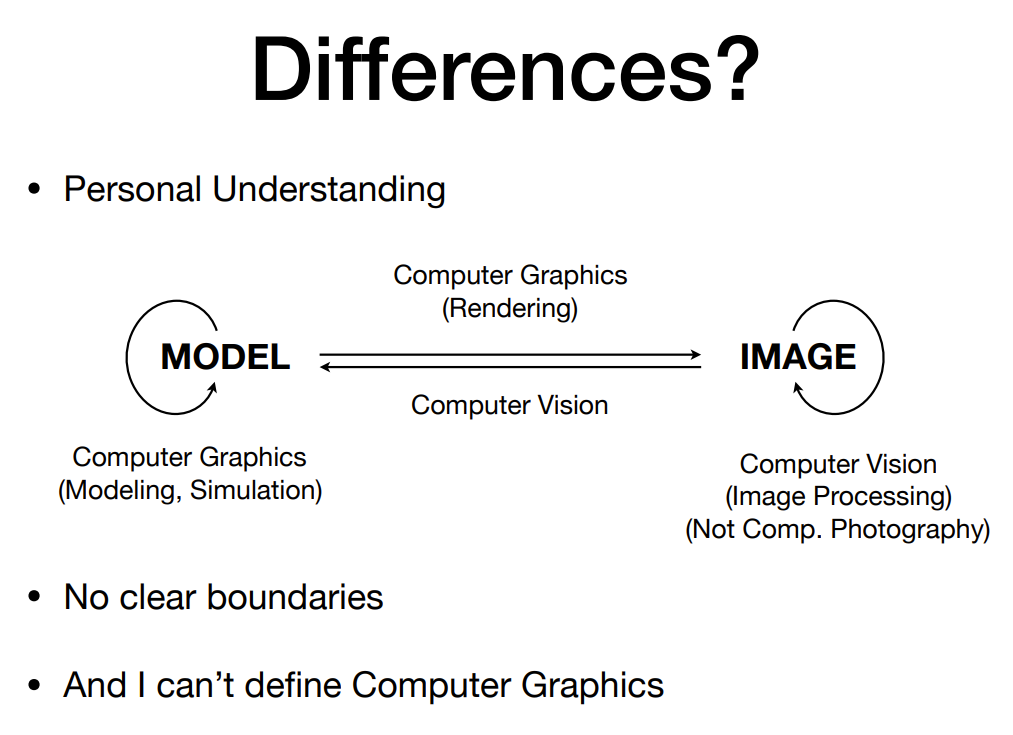 Differences?
• Personal Understanding
Computer Graphics
(Rendering)
MODEL
IMAGE
Computer Vision
Computer Graphics
(Modeling, Simulation)
Computer Vision
(Image Processing)
(Not Comp. Photography)
• No clear boundaries
• And I can’t define Computer Graphics